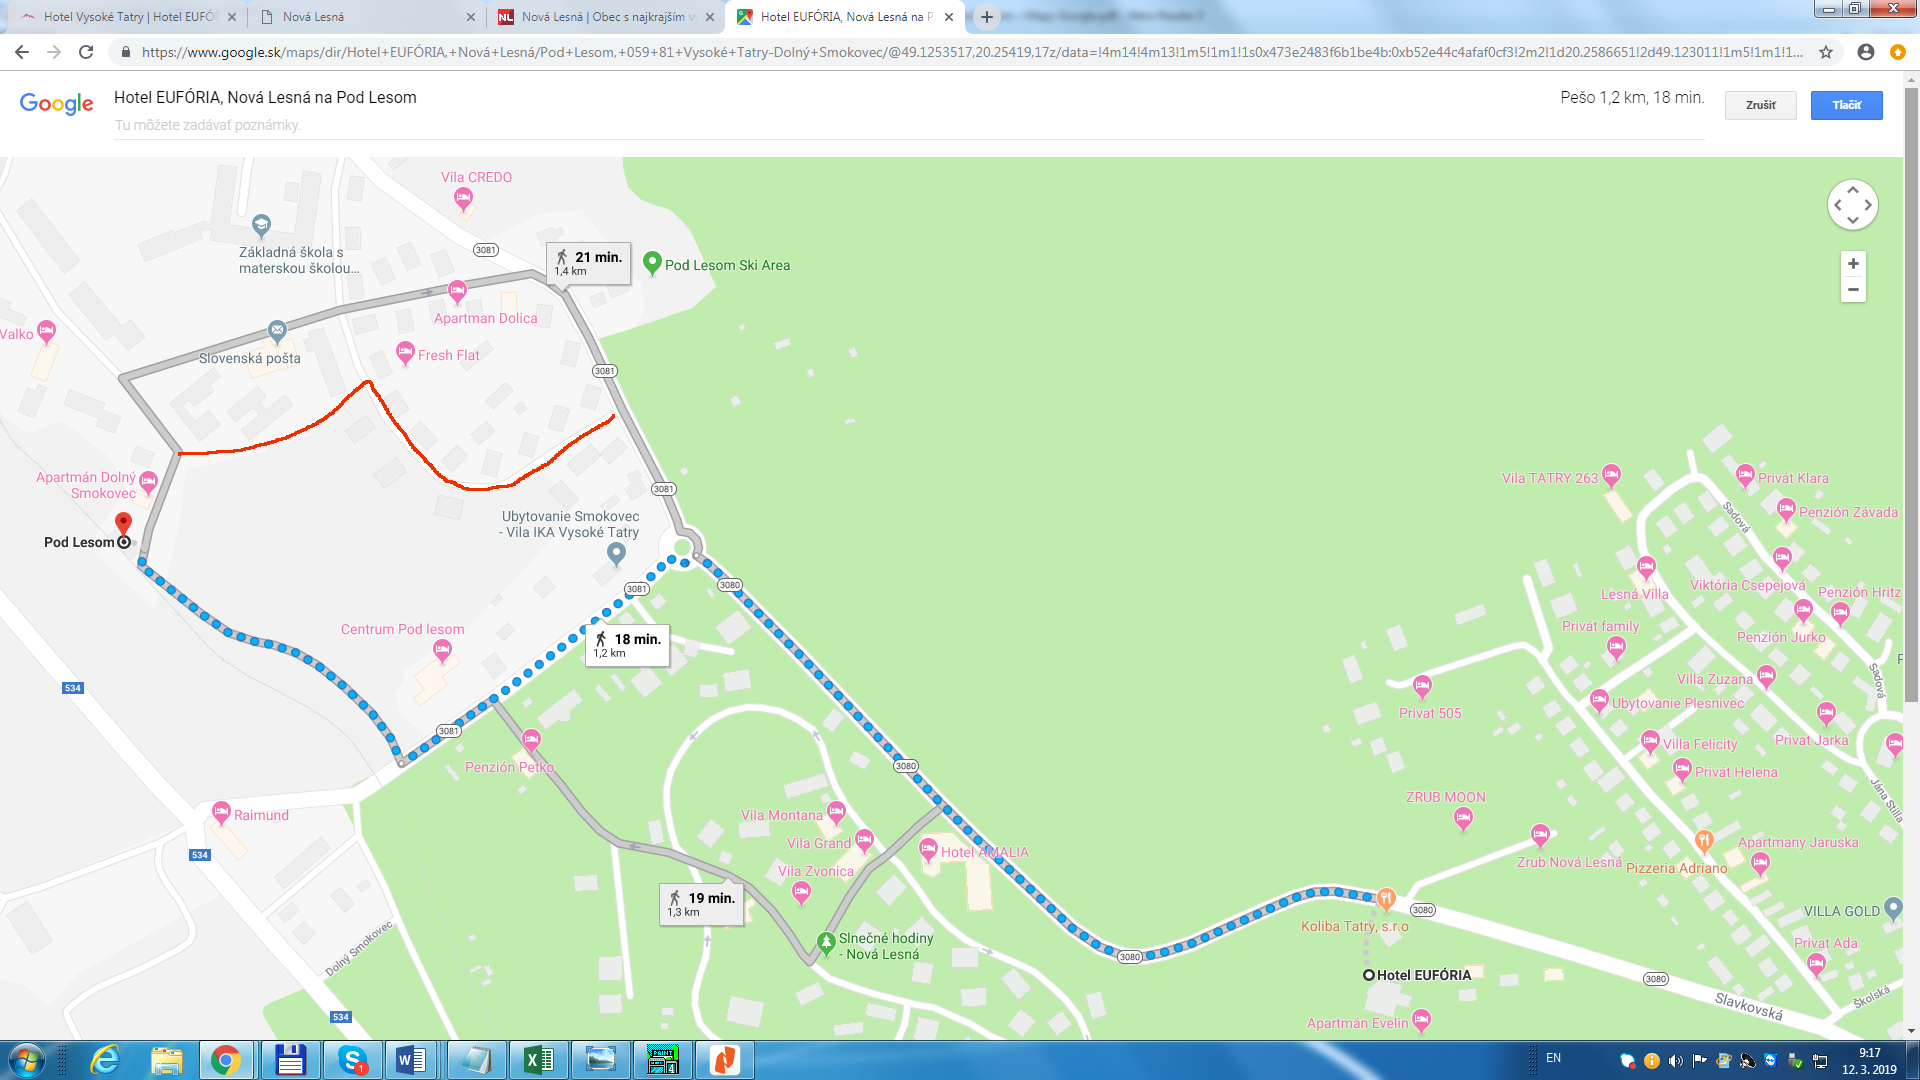 Hotel Vysoké Tatry | Hotel EUFÓ
Nová Lesná
Nová Lesná | Obec s najkrajším v
Hotel EUFÓRIA, Nová Lesná na P
https://www.google.sk/maps/dir/Hotel+EUFÓRIA,+Nová+Lesná/Pod+Lesom,+059+81+Vysoké+Tatry-Dolný+Smokovec/@49.1253517,20.25419,17z/data=!4m14!4m13!1m5!1m1!1s0x473e2483f6b1be4b:0xb52e44c4afaf0cf3!2m2!1d20.2586651!2d49.123011!1m5!1m1!1...
Google
Hotel EUFÓRIA, Nová Lesná na Pod Lesom
Pešo 1,2 km, 18 min.
Zrušiť
Tlačiť
Tu môžete zadávať poznámky.
Vila CREDO
Základná škola s
materskou školou...
3081
21 min.
1,4 km
Pod Lesom Ski Area
Apartman Dolica
Valko
Slovenská pošta
Fresh Flat
3081
Apartmán Dolný
Smokovec
3081
Vila TATRY 263
Privát Klara
Sadová
Penzión Závada
Ubytovanie Smokovec
- Vila IKA Vysoké Tatry
Pod Lesom
3081
3080
Viktória Csepejová
Lesná Villa
Penzión Hritz
Centrum Pod lesom
18 min.
1,2 km
Privát family
Penzión Jurko
Sadová
Villa Zuzana
534
Privat 505
Ubytovanie Plesnivec
3081
Villa Felicity
Privat Jarka
Penzión Petko
3080
Privát Helena
Jána Stilla
ZRUB MOON
Raimund
Vila Montana
Vila Grand
Hotel AMALIA
Apartmany Jaruska
534
Vila Zvonica
Zrub Nová Lesná
Pizzeria Adriano
19 min.
1,3 km
3080
VILLA GOLD
Koliba Tatry, s.r.o
Dolný Smokovec
Slnečné hodiny
- Nová Lesná
3080
Privat Ada
Hotel EUFÓRIA
3080
Slavkovská
Školská
534
Apartmán Evelin
EN
9:17
12. 3. 2019